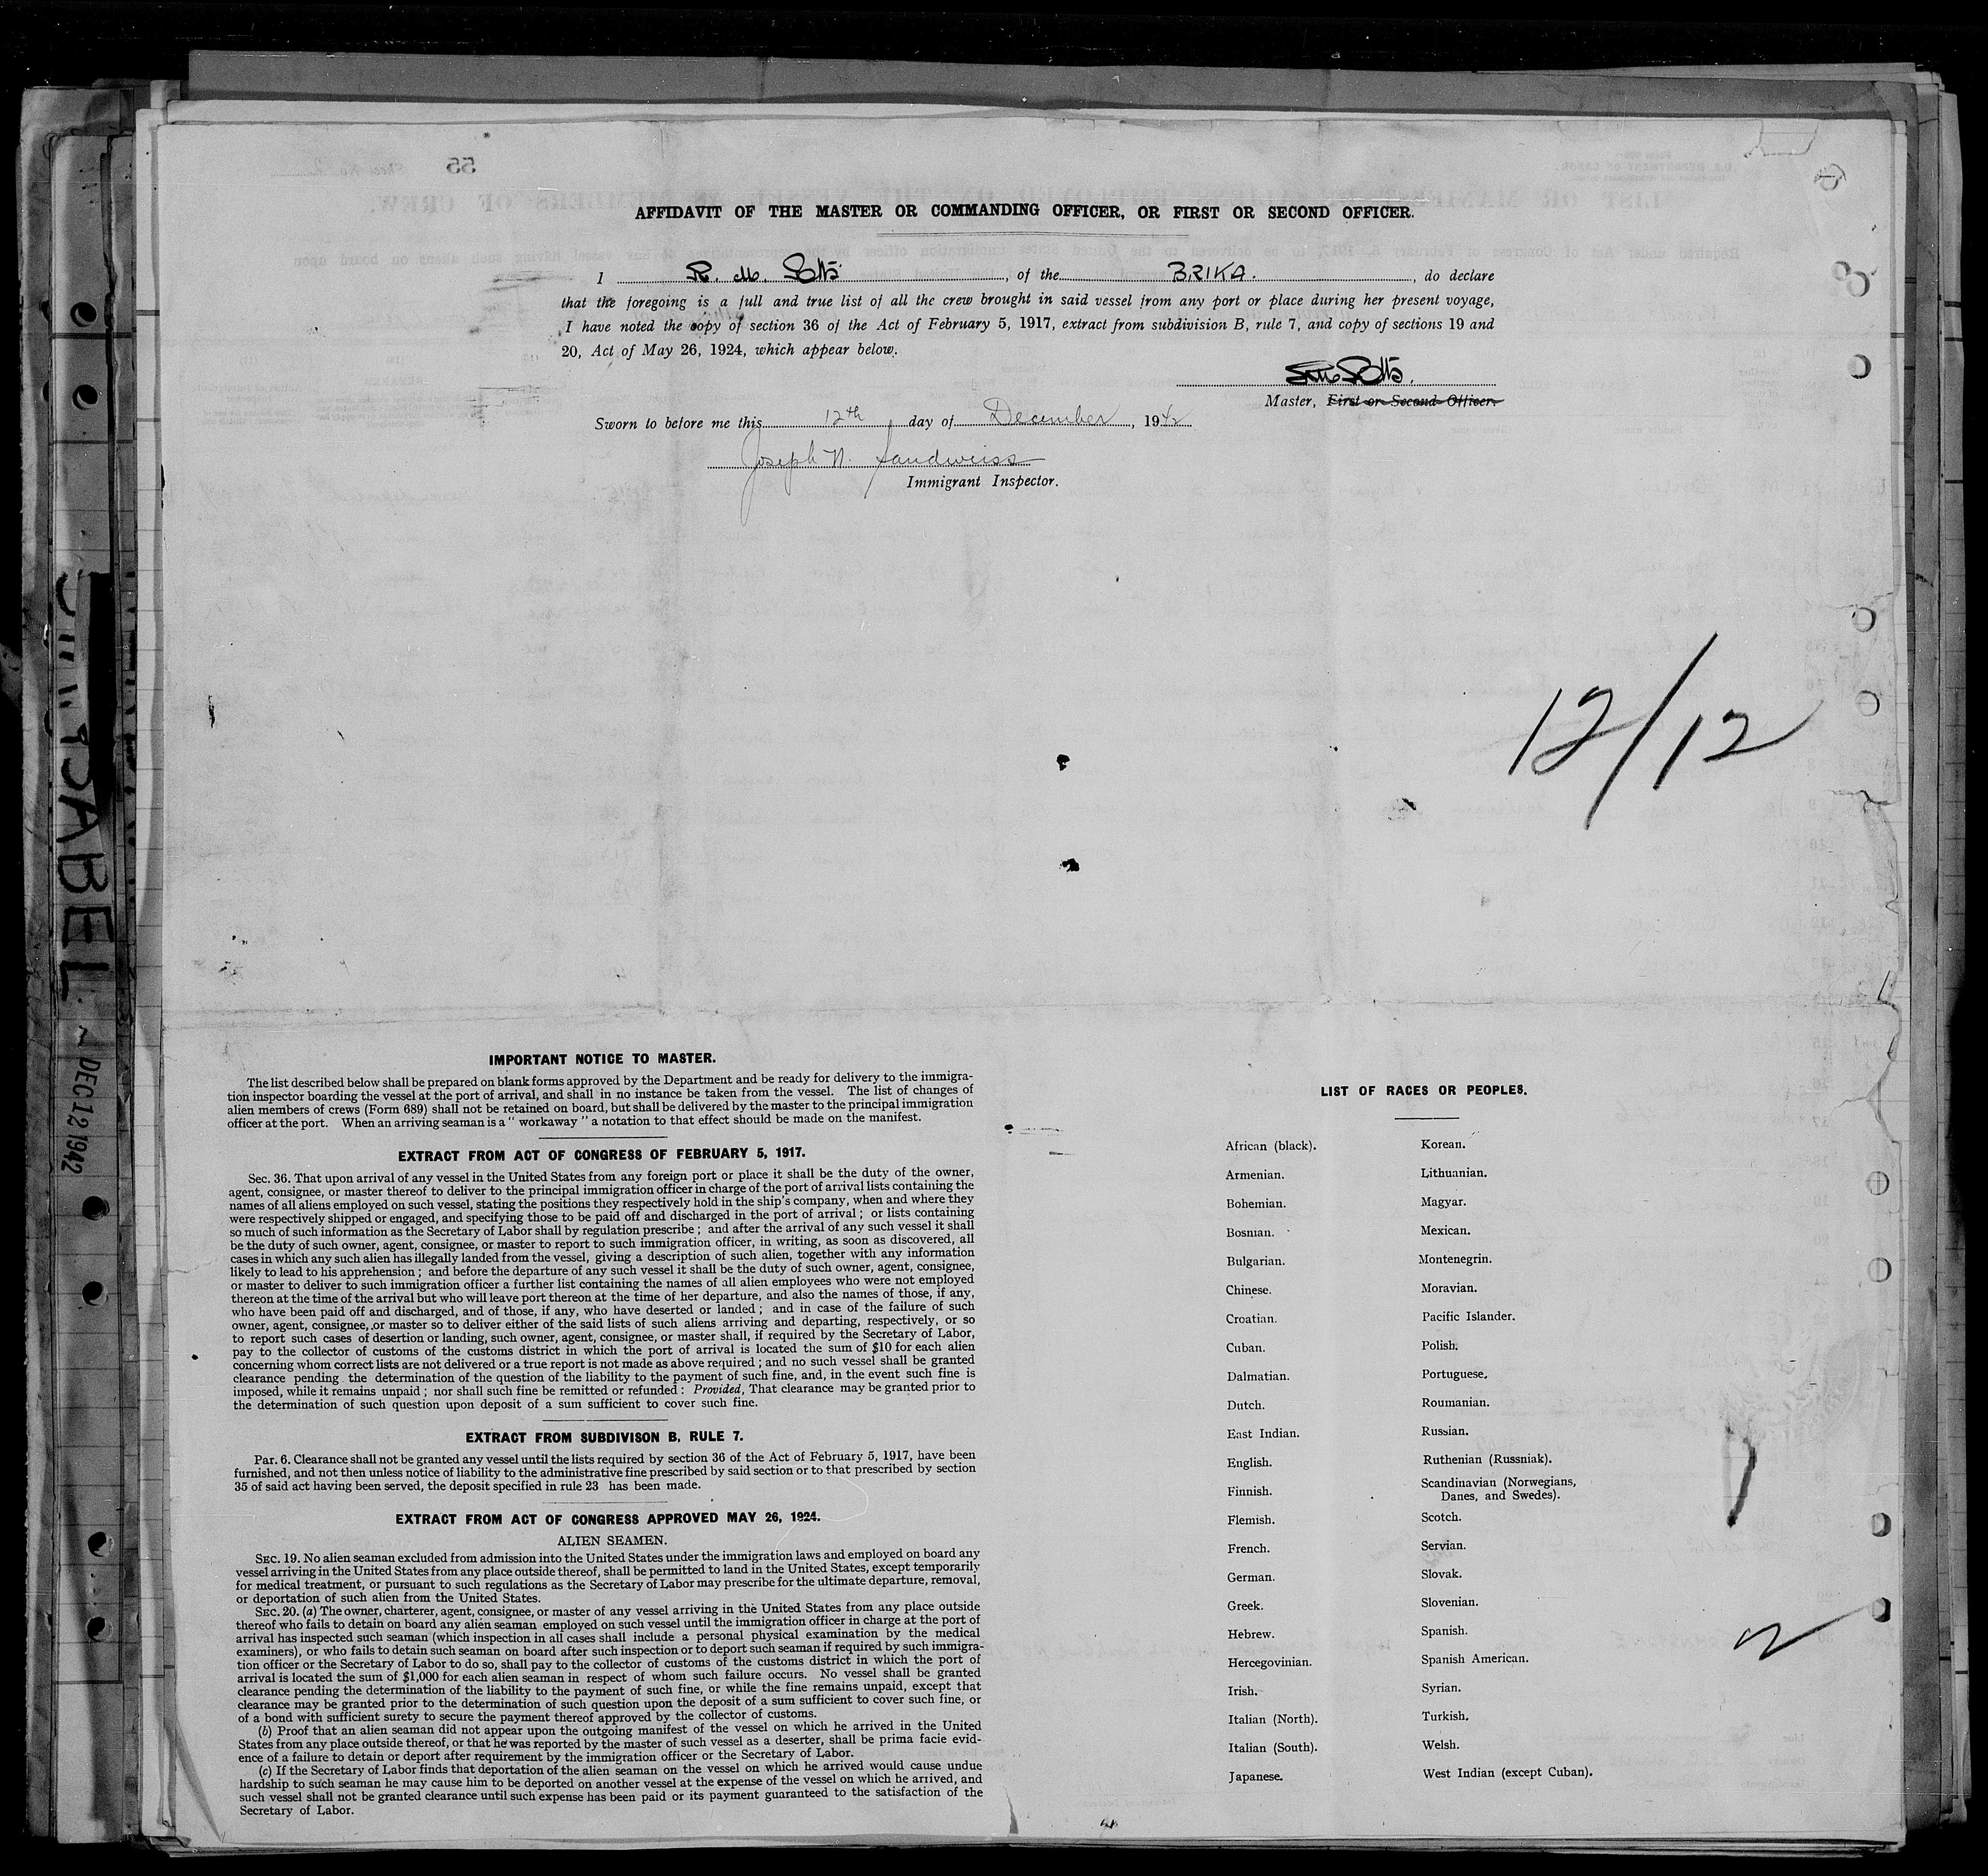 55
AFFIDAVIT OF THE MASTER OR COMMANDING OFFICER, OR FIRST OR SECOND OFFICER.
I R. M. Potts, of the BRIKA., do declare
that the foregoing is a full and true list of all the crew brought in said vessel from any port or place during her present voyage,
I have noted the copy of section 36 of the Act of February 5, 1917, extract from subdivision B, rule 7, and copy of sections 19 and
20, Act of May 26, 1924, which appear below.
Master, First or Second Officer.
Sworn to before me this 12th day of December, 1942
Joseph N. Sandweiss
Immigrant Inspector.
12/12
DEC 12 1942
IMPORTANT NOTICE TO MASTER.
The list described below shall be prepared on blank forms approved by the Department and be ready for delivery to the immigra-
tion inspector boarding the vessel at the port of arrival, and shall in no instance be taken from the vessel. The list of changes of
alien members of crews (Form 689) shall not be retained on board, but shall be delivered by the master to the principal immigration
officer at the port. When an arriving seaman is a "workaway" a notation to that effect should be made on the manifest.
EXTRACT FROM ACT OF CONGRESS OF FEBRUARY 5, 1917.
SEC. 36. That upon arrival of any vessel in the United States from any foreign port or place it shall be the duty of the owner,
agent, consignee, or master thereof to deliver to the principal immigration officer in charge of the port of arrival lists containing the
names of all aliens employed on such vessel, stating the positions they respectively hold in the ship's company, when and where they
were respectively shipped or engaged, and specifying those to be paid off and discharged in the port of arrival; or lists containing
so much of such information as the Secretary of Labor shall by regulation prescribe; and after the arrival of any such vessel it shall
be the duty of such owner, agent, consignee, or master to report to such immigration officer, in writing, as soon as discovered, all
cases in which any such alien has illegally landed from the vessel, giving a description of such alien, together with any information
likely to lead to his apprehension; and before the departure of any such vessel it shall be the duty of such owner, agent, consignee,
or master to deliver to such immigration officer a further list containing the names of all alien employees who were not employed
thereon at the time of the arrival but who will leave port thereon at the time of her departure, and also the names of those, if any,
who have been paid off and discharged, and of those, if any, who have deserted or landed; and in case of the failure of such
owner, agent, consignee, or master so to deliver either of the said lists of such aliens arriving and departing, respectively, or so
to report such cases of desertion or landing, such owner, agent, consignee, or master shall, if required by the Secretary of Labor,
pay to the collector of customs of the customs district in which the port of arrival is located the sum of $10 for each alien
concerning whom correct lists are not delivered or a true report is not made as above required; and no such vessel shall be granted
clearance pending the determination of the question of the liability to the payment of such fine, and, in the event such fine is
imposed, while it remains unpaid; nor shall such fine be remitted or refunded: Provided, That clearance may be granted prior to
the determination of such question upon deposit of a sum sufficient to cover such fine.
EXTRACT FROM SUBDIVISON B, RULE 7.
Par. 6. Clearance shall not be granted any vessel until the lists required by section 36 of the Act of February 5, 1917, have been
furnished, and not then unless notice of liability to the administrative fine prescribed by said section or to that prescribed by section
35 of said act having been served, the deposit specified in rule 23 has been made.
EXTRACT FROM ACT OF CONGRESS APPROVED MAY 26, 1924.
ALIEN SEAMEN.
SEC. 19. No alien seaman excluded from admission into the United States under the immigration laws and employed on board any
vessel arriving in the United States from any place outside thereof, shall be permitted to land in the United States, except temporarily
for medical treatment, or pursuant to such regulations as the Secretary of Labor may prescribe for the ultimate departure, removal,
or deportation of such alien from the United States.
SEC. 20. (a) The owner, charterer, agent, consignee, or master of any vessel arriving in the United States from any place outside
thereof who fails to detain on board any alien seaman employed on such vessel until the immigration officer in charge at the port of
arrival has inspected such seaman (which inspection in all cases shall include a personal physical examination by the medical
examiners), or who fails to detain such seaman on board after such inspection or to deport such seaman if required by such immigra-
tion officer or the Secretary of Labor to do so, shall pay to the collector of customs of the customs district in which the port of
arrival is located the sum of $1,000 for each alien seaman in respect of whom such failure occurs. No vessel shall be granted
clearance pending the determination of the liability to the payment of such fine, or while the fine remains unpaid, except that
clearance may be granted prior to the determination of such question upon the deposit of a sum sufficient to cover such fine, or
of a bond with sufficient surety to secure the payment thereof approved by the collector of customs.
(b) Proof that an alien seaman did not appear upon the outgoing manifest of the vessel on which he arrived in the United
States from any place outside thereof, or that he was reported by the master of such vessel as a deserter, shall be prima facie evid-
ence of a failure to detain or deport after requirement by the immigration officer or the Secretary of Labor.
(c) If the Secretary of Labor finds that deportation of the alien seaman on the vessel on which he arrived would cause undue
hardship to such seaman he may cause him to be deported on another vessel at the expense of the vessel on which he arrived, and
such vessel shall not be granted clearance until such expense has been paid or its payment guaranteed to the satisfaction of the
Secretary of Labor.
LIST OF RACES OR PEOPLES.
African (black).
Armenian.
Bohemian.
Bosnian.
Bulgarian.
Chinese.
Croatian.
Cuban.
Dalmatian.
Dutch.
East Indian.
English.
Finnish.
Flemish.
French.
German.
Greek.
Hebrew.
Hercegovinian.
Irish.
Italian (North).
Italian (South).
Japanese.
Korean.
Lithuanian.
Magyar.
Mexican.
Montenegrin.
Moravian.
Pacific Islander.
Polish.
Portuguese.
Roumanian.
Russian.
Ruthenian (Russniak).
Scandinavian (Norwegians,
Danes, and Swedes).
Scotch.
Servian.
Slovak.
Slovenian.
Spanish.
Spanish American.
Syrian.
Turkish.
Welsh.
West Indian (except Cuban).